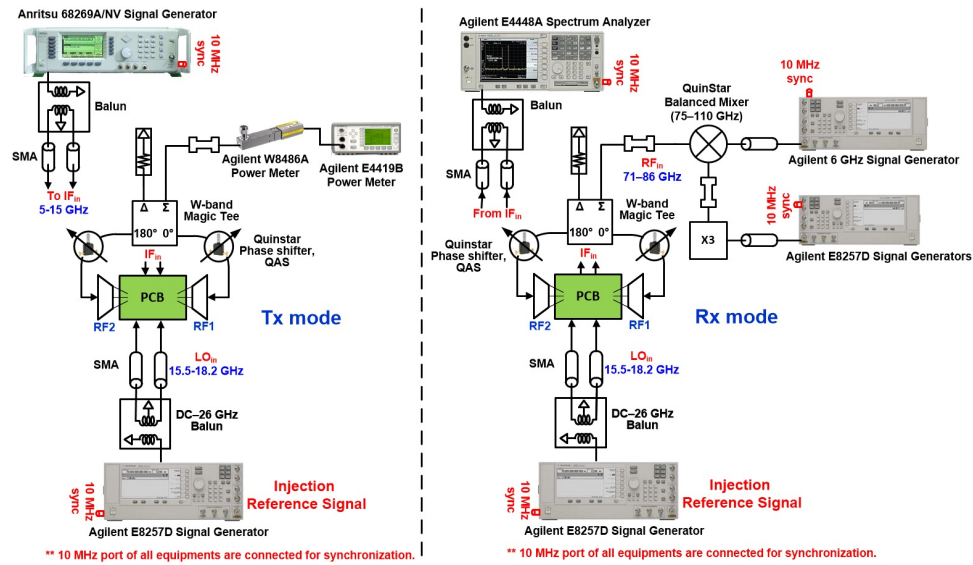 Anritsu 68269A/NV Signal Generator
10 MHz
sync
Balun
SMA
To IFin
5-15 GHz
Agilent W8486A
Power Meter
Agilent E4419B
Power Meter
Δ Σ
180° 0°
W-band
Magic Tee
Quinstar
Phase shifter,
QAS
IFin
PCB
RF2
RF1
Tx mode
SMA
LOin
15.5-18.2 GHz
DC–26 GHz
Balun
10 MHz
sync
Injection
Reference Signal
Agilent E8257D Signal Generator
** 10 MHz port of all equipments are connected for synchronization.
Agilent E4448A Spectrum Analyzer
10 MHz
sync
Balun
SMA
From IFin
QuinStar
Balanced Mixer
(75–110 GHz)
RFin
71–86 GHz
10 MHz
sync
Agilent 6 GHz Signal Generator
X3
10 MHz
sync
Agilent E8257D Signal Generators
Δ Σ
180° 0°
W-band
Magic Tee
Quinstar
Phase shifter,
QAS
IFin
PCB
RF2
RF1
Rx mode
SMA
LOin
15.5-18.2 GHz
DC–26 GHz
Balun
10 MHz
sync
Injection
Reference Signal
Agilent E8257D Signal Generator
** 10 MHz port of all equipments are connected for synchronization.